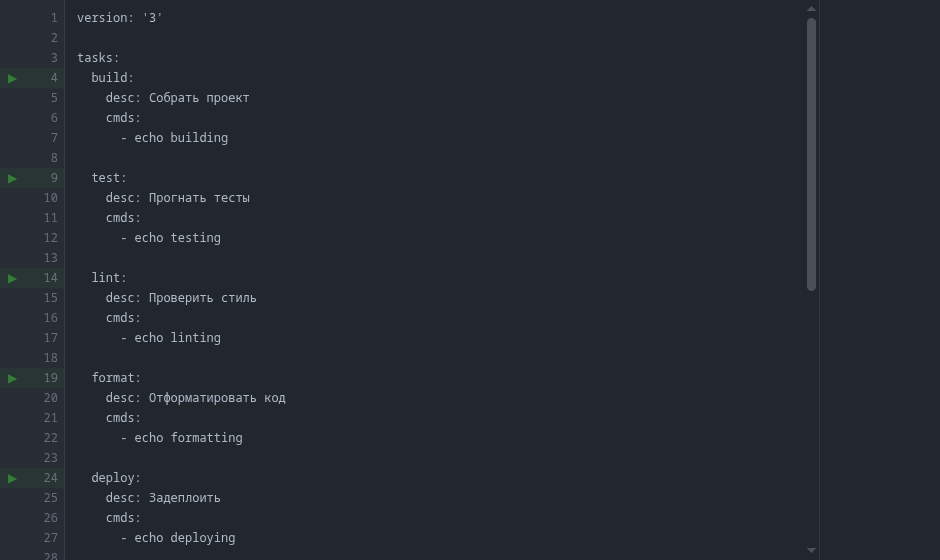 1 version: '3'
2
3 tasks:
4   build:
5     desc: Собрать проект
6     cmds:
7       - echo building
8
9   test:
10     desc: Прогнать тесты
11     cmds:
12       - echo testing
13
14   lint:
15     desc: Проверить стиль
16     cmds:
17       - echo linting
18
19   format:
20     desc: Отформатировать код
21     cmds:
22       - echo formatting
23
24   deploy:
25     desc: Задеплоить
26     cmds:
27       - echo deploying
28